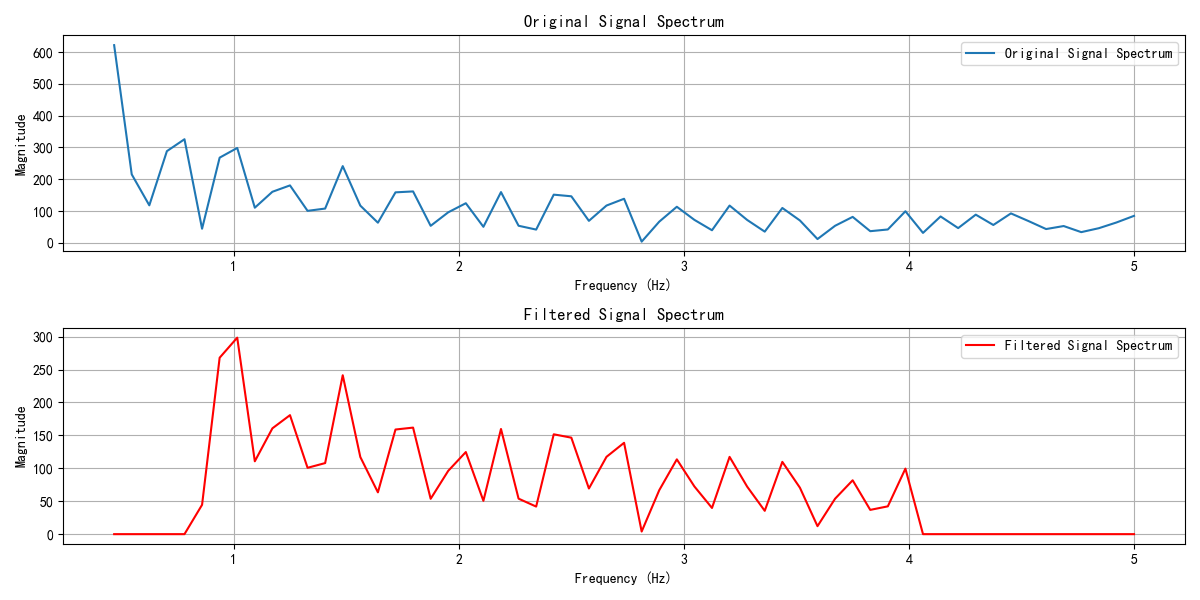 Original Signal Spectrum
Original Signal Spectrum
Magnitude
600
500
400
300
200
100
0
1 2 3 4 5
Frequency (Hz)
Filtered Signal Spectrum
Filtered Signal Spectrum
Magnitude
300
250
200
150
100
50
0
1 2 3 4 5
Frequency (Hz)